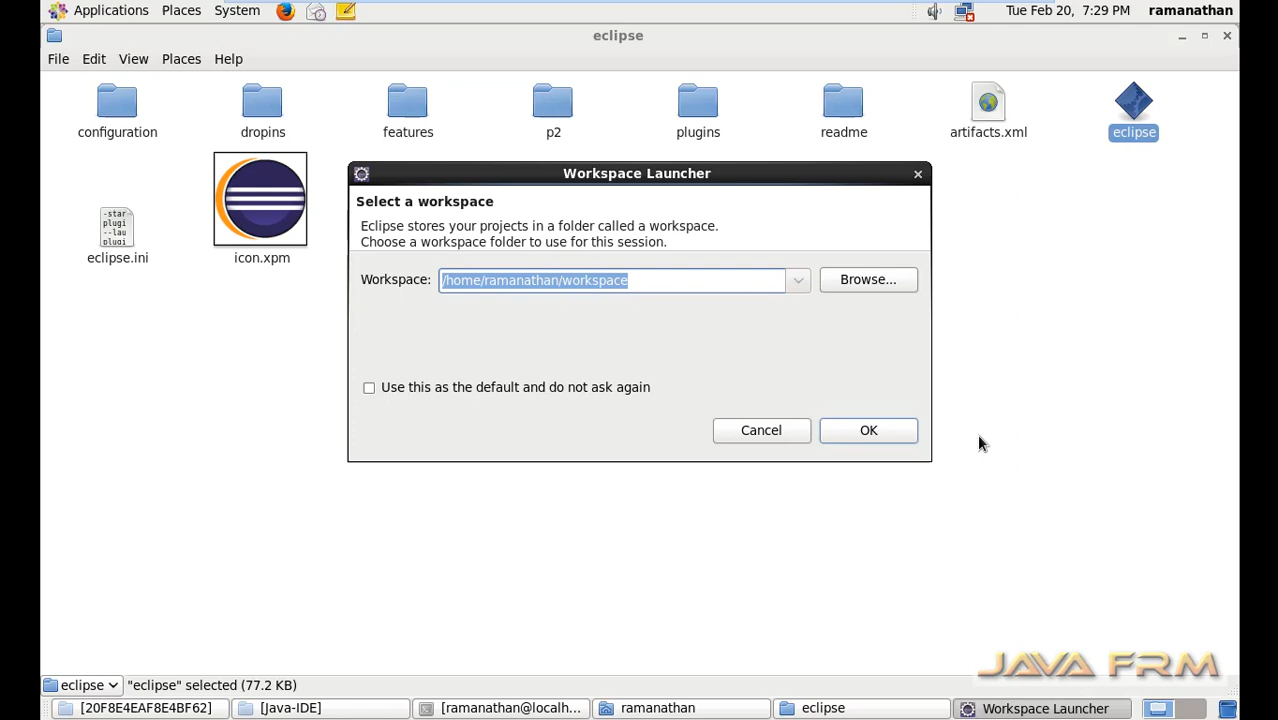 Applications Places System Tue Feb 20, 7:29 PM ramanathan
eclipse
File Edit View Places Help
configuration dropins features p2 plugins readme artifacts.xml eclipse
-star
plugi
--lau
plugi
eclipse.ini icon.xpm
Workspace Launcher
Select a workspace
Eclipse stores your projects in a folder called a workspace.
Choose a workspace folder to use for this session.
Workspace: /home/ramanathan/workspace Browse...
Use this as the default and do not ask again
Cancel OK
JAVA FRM
eclipse "eclipse" selected (77.2 KB)
[20F8E4EAF8E4BF62] [Java-IDE] [ramanathan@localh... ramanathan eclipse Workspace Launcher